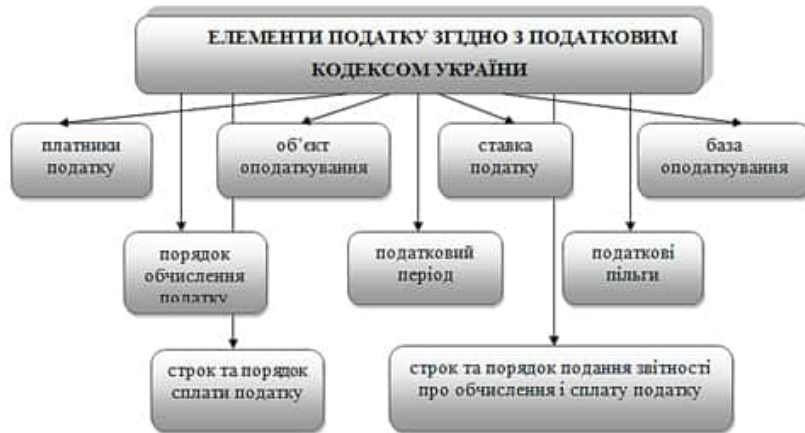 ЕЛЕМЕНТИ ПОДАТКУ ЗГІДНО З ПОДАТКОВИМ
КОДЕКСОМ УКРАЇНИ
платники
податку
об’єкт
оподаткування
ставка
податку
база
оподаткування
порядок
обчислення
податку
податковий
період
податкові
пільги
строк та порядок
сплати податку
строк та порядок подання звітності
про обчислення і сплату податку